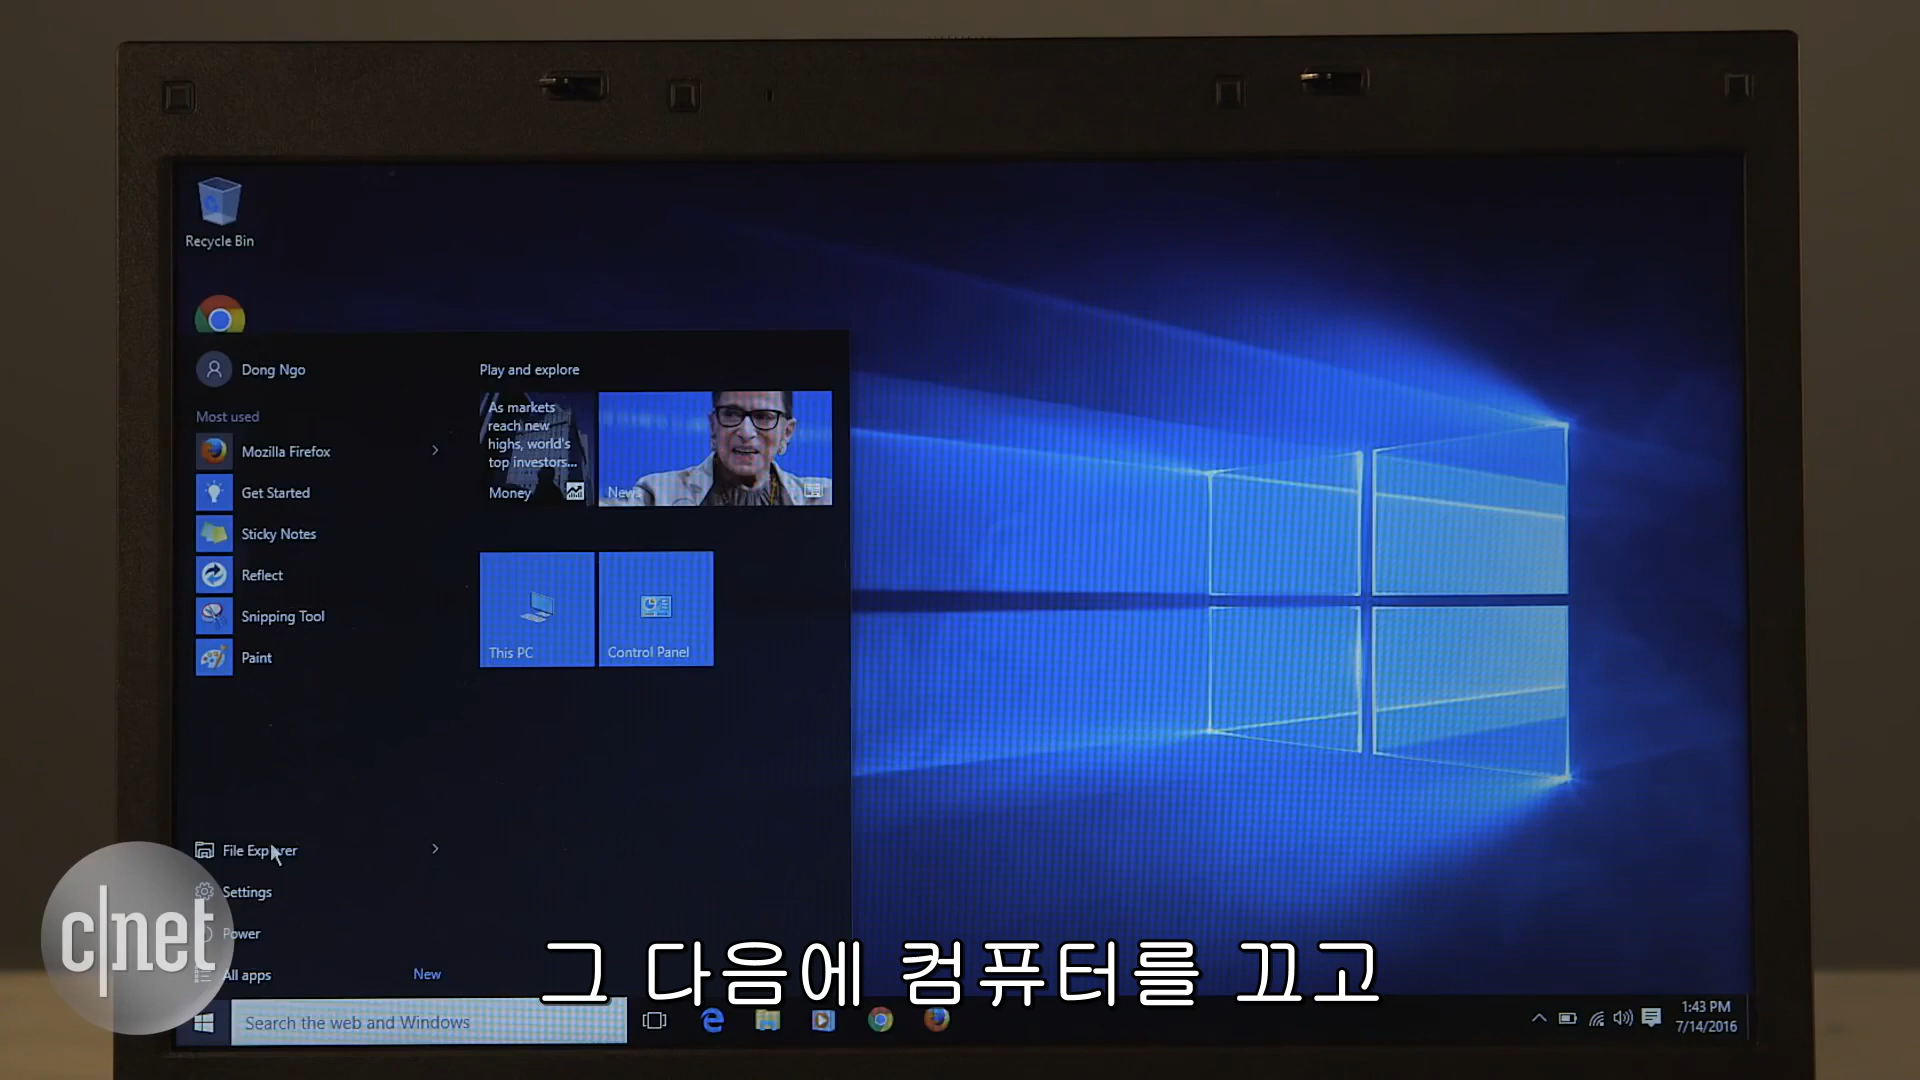 Recycle Bin
Dong Ngo
Most used
Mozilla Firefox
Get Started
Sticky Notes
Reflect
Snipping Tool
Paint
File Explorer
Settings
Power
All apps
New
Play and explore
As markets
reach new
highs, world's
top investors...
Money
News
This PC
Control Panel
c|net
그 다음에 컴퓨터를 끄고
Search the web and Windows
1:43 PM
7/14/2016